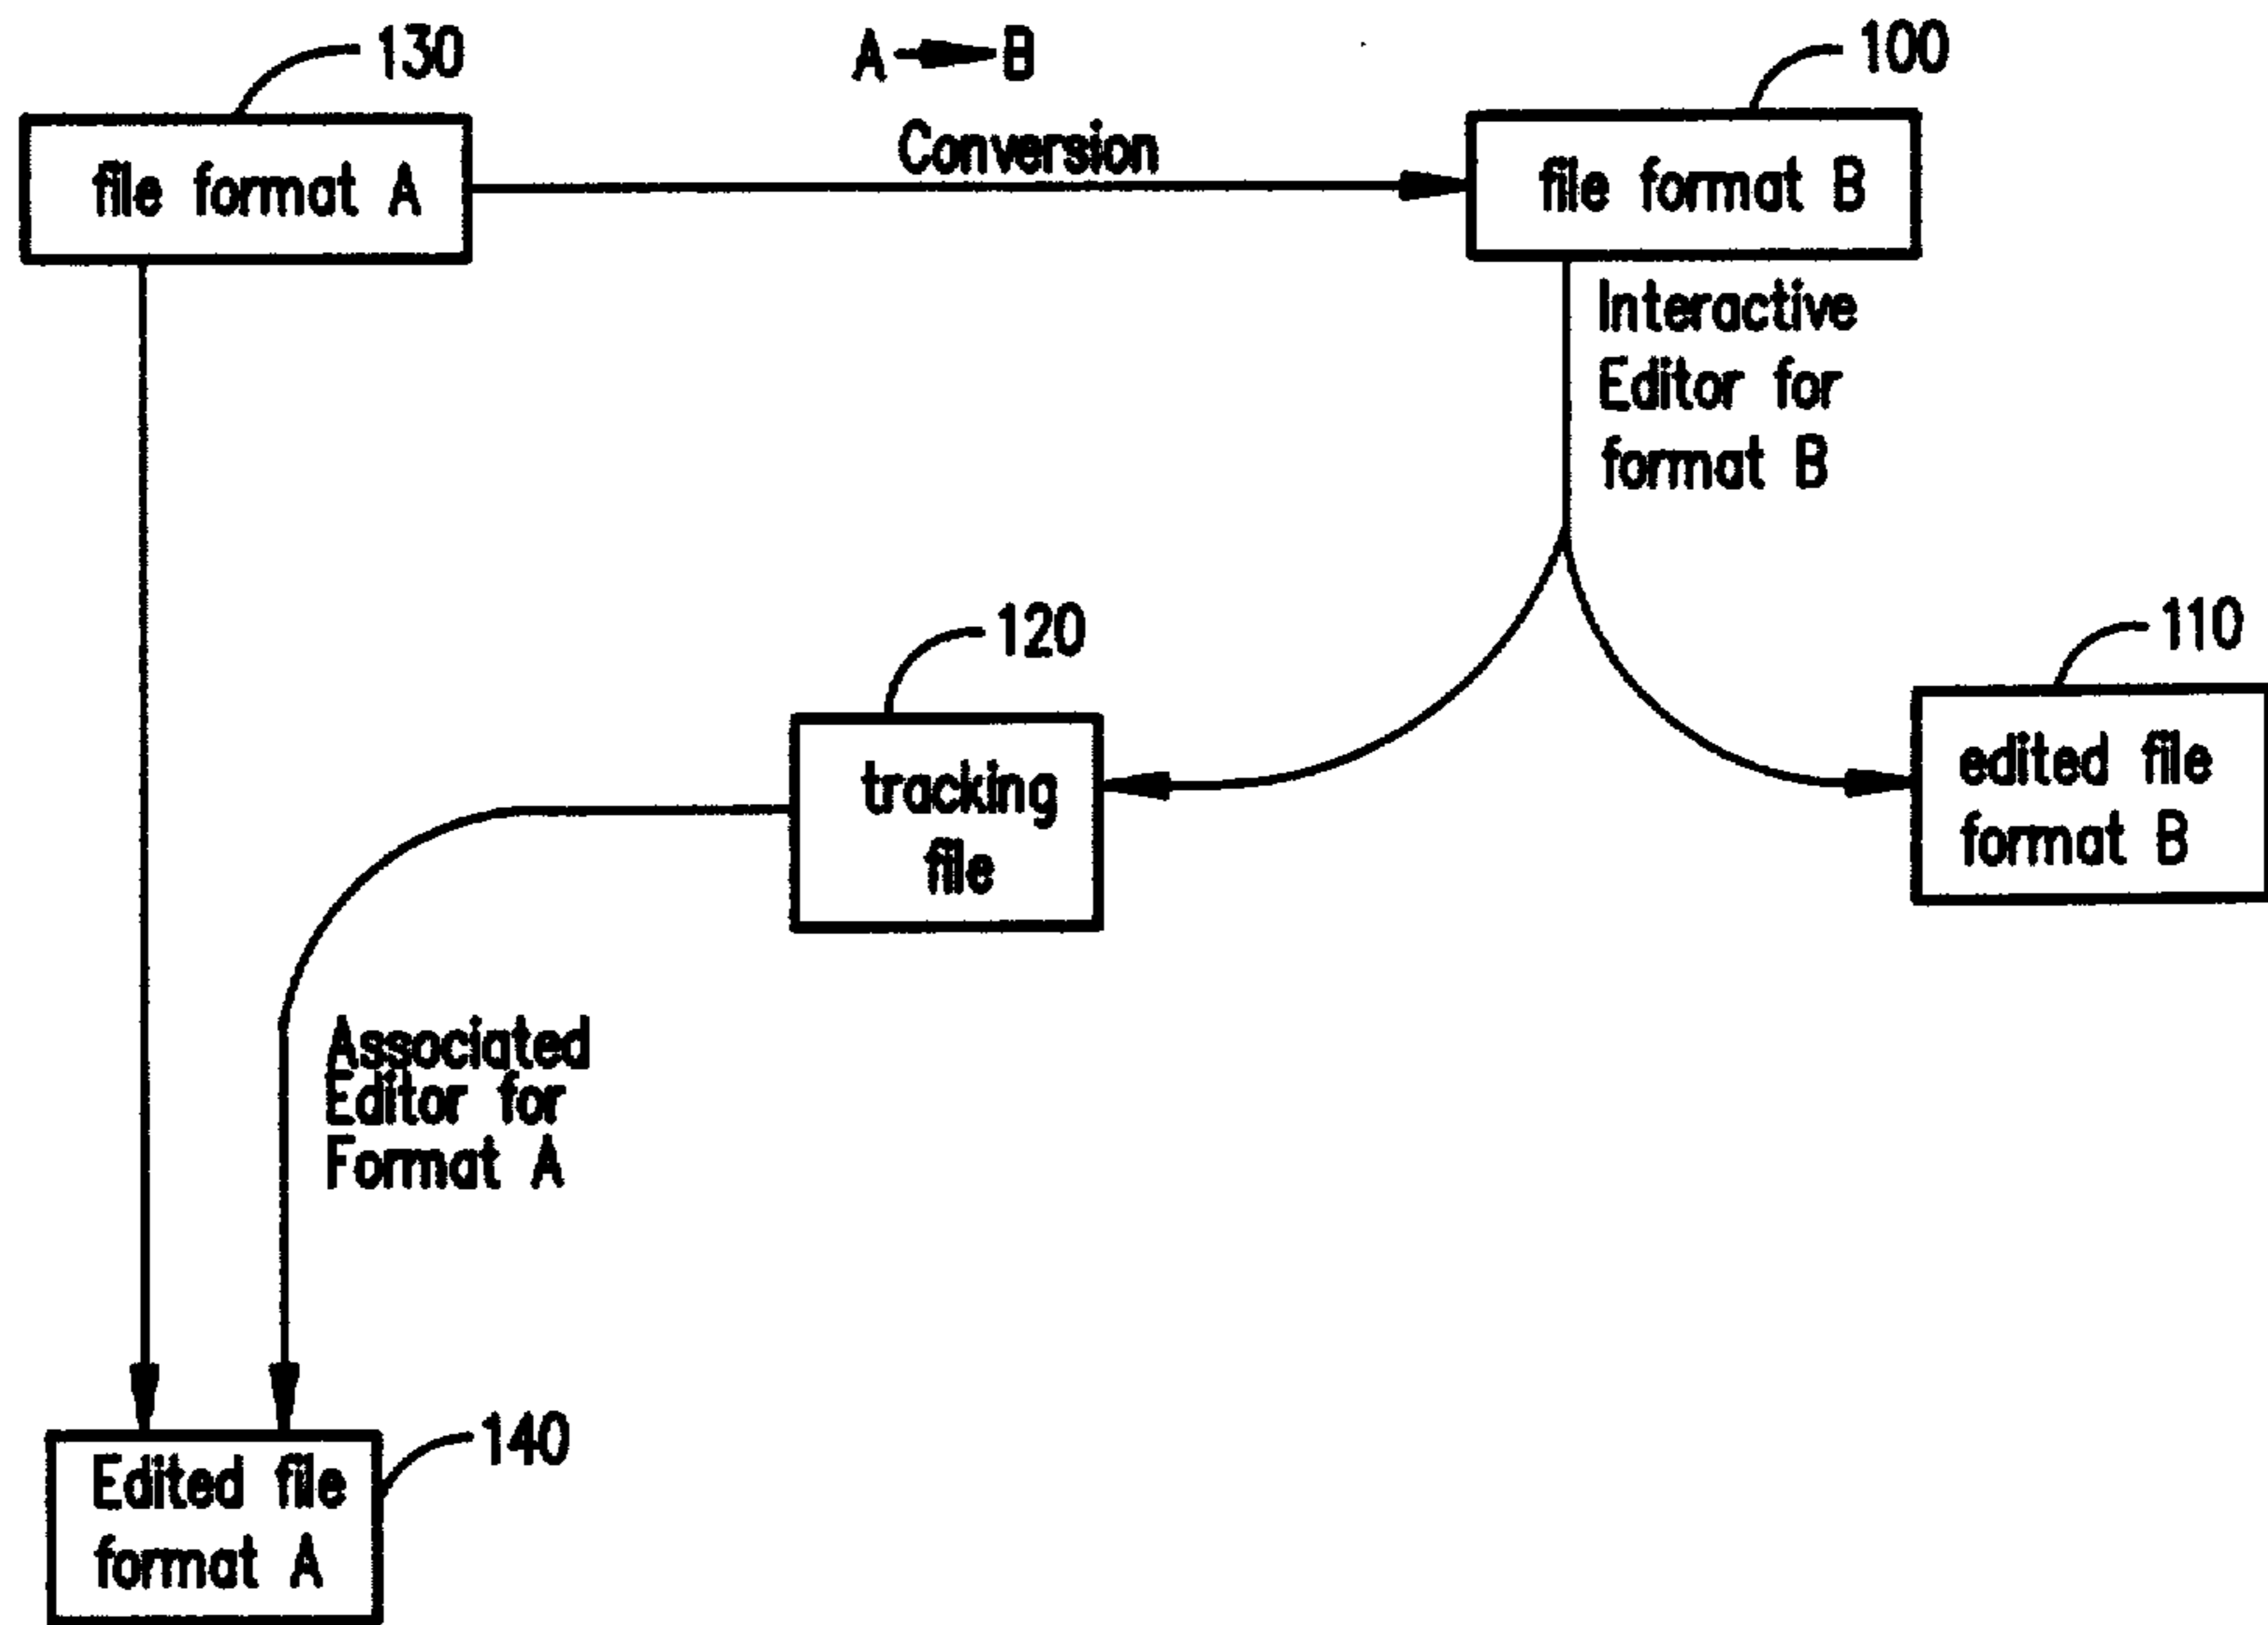 130
A B
100
Conversion
file format A
file format B
Interactive
Editor for
format B
120
110
tracking
file
edited file
format B
Associated
Editor for
Format A
140
Edited file
format A